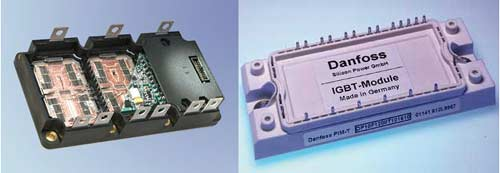 Danfoss
Silicon Power GmbH
IGBT-Module
Made in Germany
Danfoss PIM-T